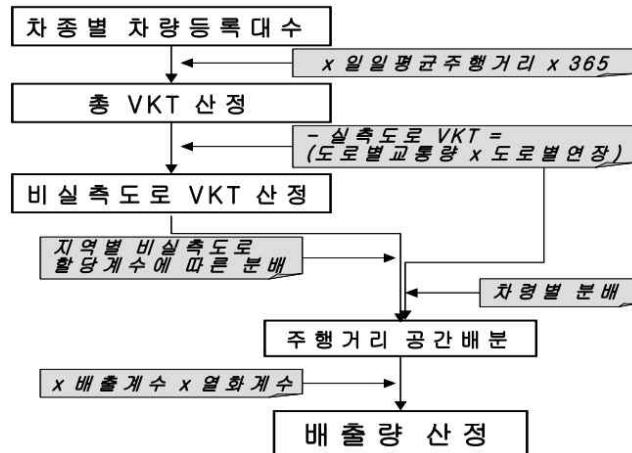 차종별 차량등록대수
x 일일평균주행거리 x 365
총 VKT 산정
- 실측도로 VKT =
(도로별교통량 x 도로별연장)
비실측도로 VKT 산정
지역별 비실측도로
할당계수에 따른 분배
차령별 분배
주행거리 공간배분
x 배출계수 x 열화계수
배출량 산정